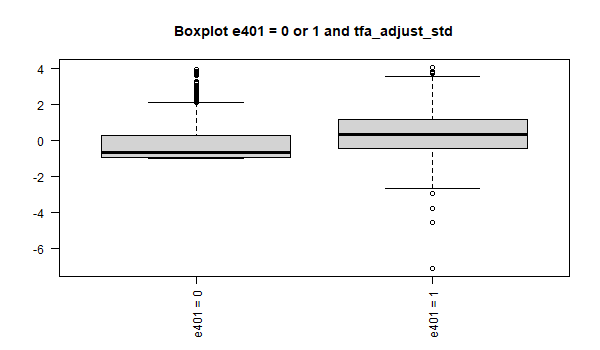 Boxplot e401 = 0 or 1 and tfa_adjust_std
4
2
0
-2
-4
-6
e401 = 0
e401 = 1